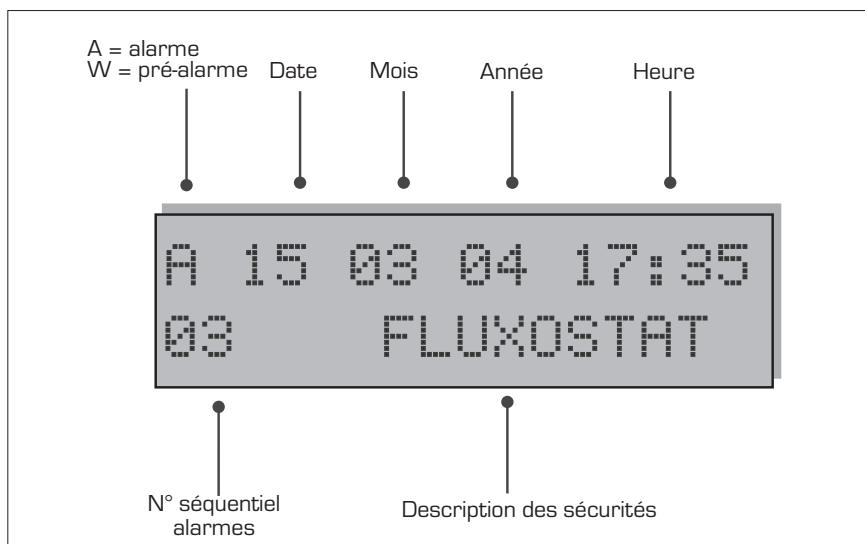 A = alarme
W = pré-alarme
Date
Mois
Année
Heure
A 15 03 04 17:35
03 FLUXOSTAT
N° séquentiel
alarmes
Description des sécurités